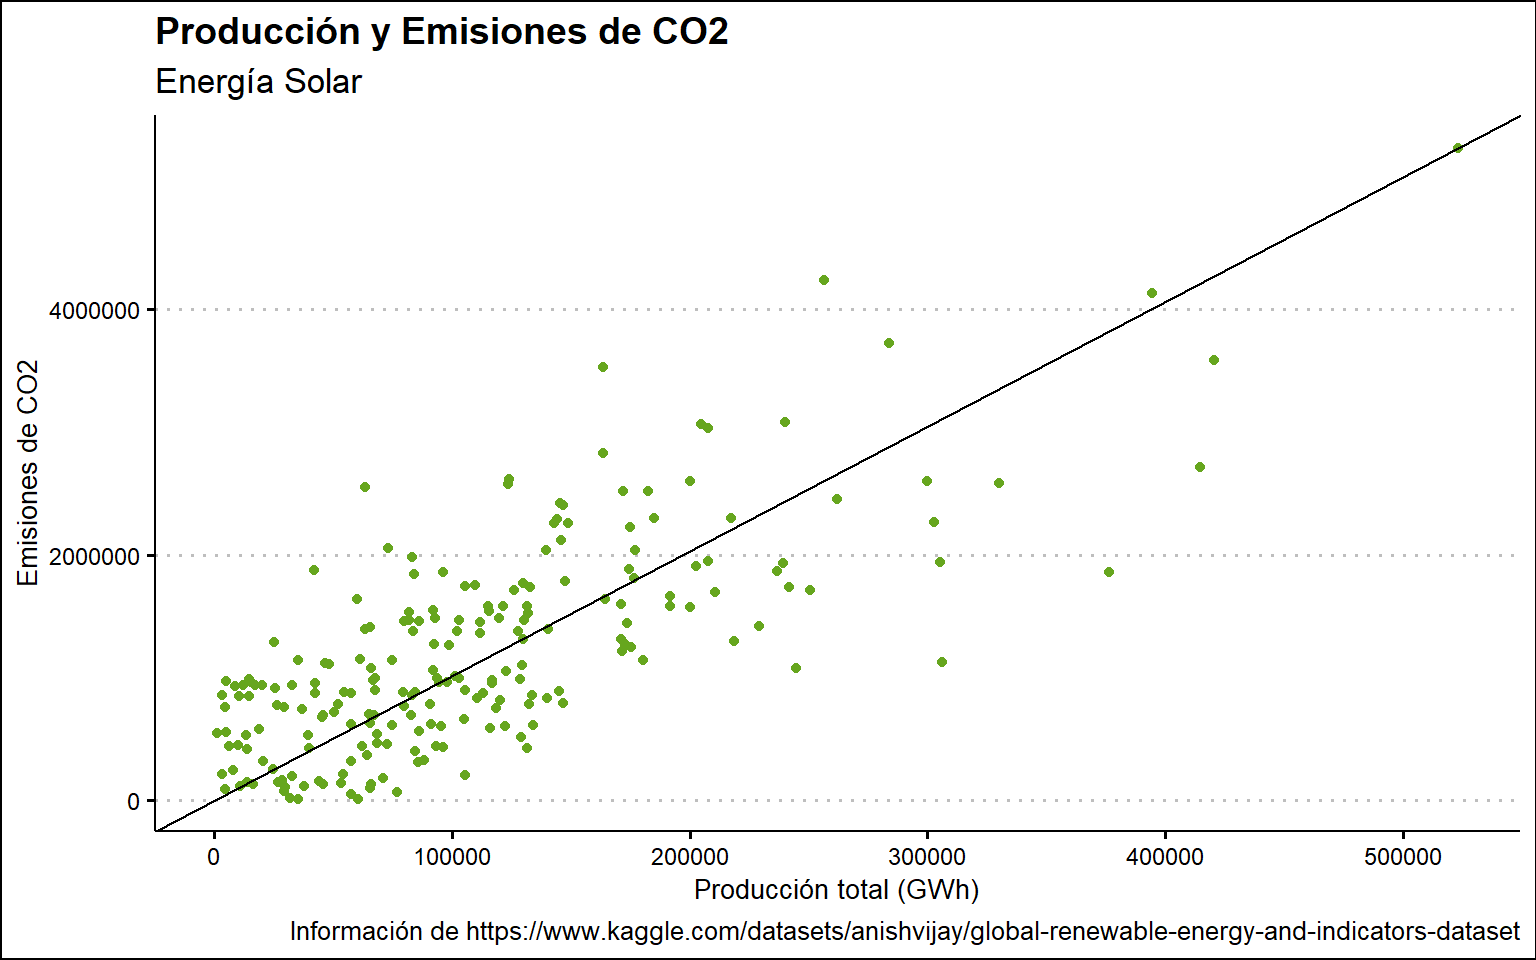 Producción y Emisiones de CO2
Energía Solar
Emisiones de CO2
4000000
2000000
0
0 100000 200000 300000 400000 500000
Producción total (GWh)
Información de https://www.kaggle.com/datasets/anishvijay/global-renewable-energy-and-indicators-dataset